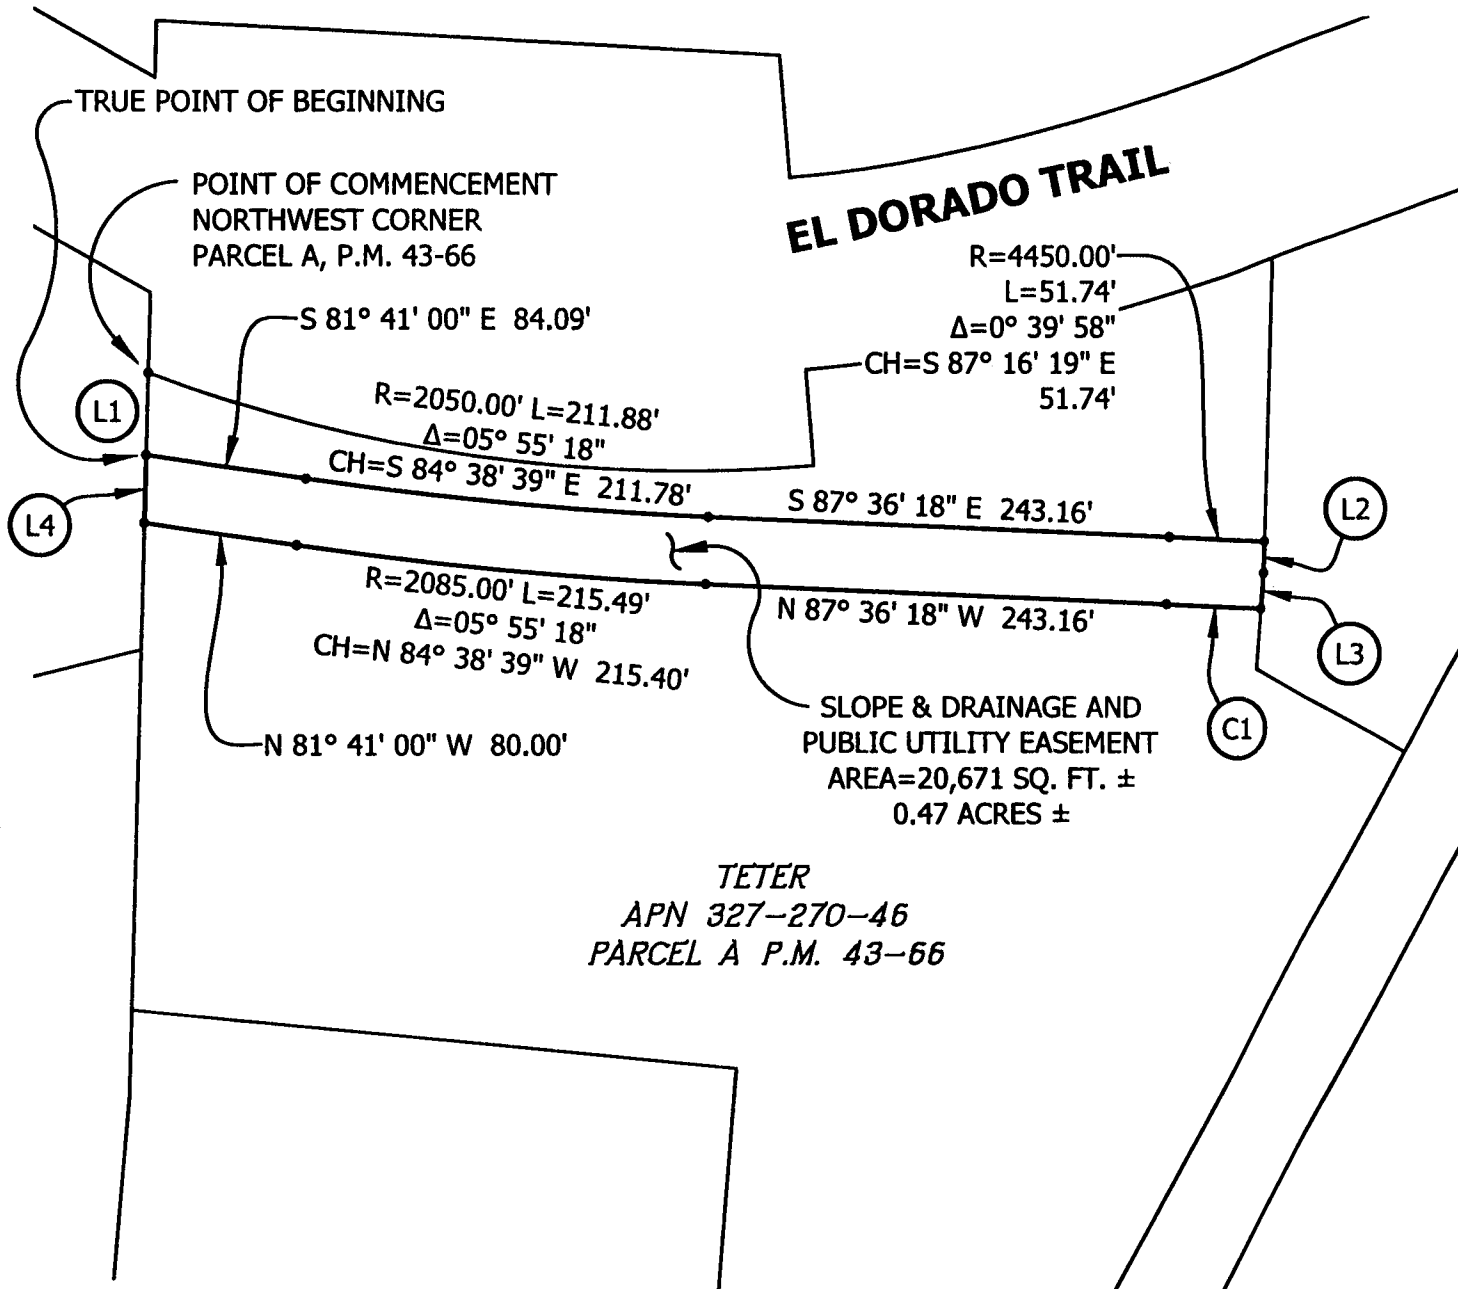 TRUE POINT OF BEGINNING
POINT OF COMMENCEMENT
NORTHWEST CORNER
PARCEL A, P.M. 43-66
EL DORADO TRAIL
R=4450.00'
L=51.74'
Δ=0° 39' 58"
CH=S 87° 16' 19" E
51.74'
S 81° 41' 00" E 84.09'
L1
R=2050.00' L=211.88'
Δ=05° 55' 18"
CH=S 84° 38' 39" E 211.78'
S 87° 36' 18" E 243.16'
L2
L4
R=2085.00' L=215.49'
Δ=05° 55' 18"
CH=N 84° 38' 39" W 215.40'
N 87° 36' 18" W 243.16'
L3
C1
N 81° 41' 00" W 80.00'
SLOPE & DRAINAGE AND
PUBLIC UTILITY EASEMENT
AREA=20,671 SQ. FT. ±
0.47 ACRES ±
TETER
APN 327-270-46
PARCEL A P.M. 43-66